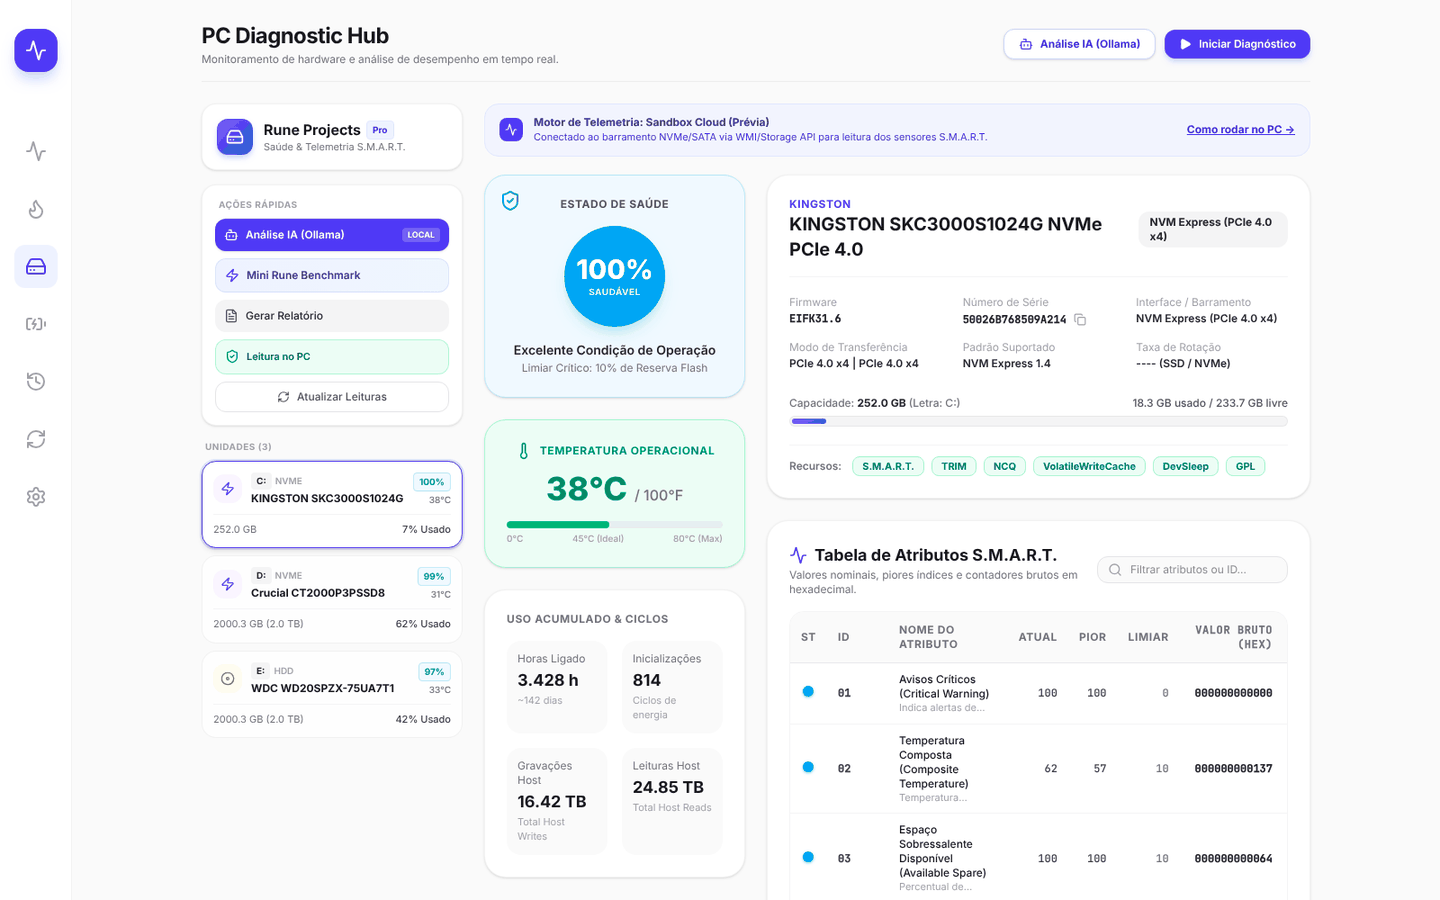 PC Diagnostic Hub
Monitoramento de hardware e análise de desempenho em tempo real.
Análise IA (Ollama)
Iniciar Diagnóstico
Rune Projects Pro
Saúde & Telemetria S.M.A.R.T.
AÇÕES RÁPIDAS
Análise IA (Ollama) LOCAL
Mini Rune Benchmark
Gerar Relatório
Leitura no PC
Atualizar Leituras
UNIDADES (3)
C: NVME 100%
KINGSTON SKC3000S1024G 38°C
252.0 GB 7% Usado
D: NVME 99%
Crucial CT2000P3PSSD8 31°C
2000.3 GB (2.0 TB) 62% Usado
E: HDD 97%
WDC WD20SPZX-75UA7T1 33°C
2000.3 GB (2.0 TB) 42% Usado
Motor de Telemetria: Sandbox Cloud (Prévia)
Conectado ao barramento NVMe/SATA via WMI/Storage API para leitura dos sensores S.M.A.R.T.
Como rodar no PC →
ESTADO DE SAÚDE
100%
SAUDÁVEL
Excelente Condição de Operação
Limiar Crítico: 10% de Reserva Flash
TEMPERATURA OPERACIONAL
38°C / 100°F
0°C 45°C (Ideal) 80°C (Max)
USO ACUMULADO & CICLOS
Horas Ligado
3.428 h
~142 dias
Inicializações
814
Ciclos de
energia
Gravações
Host
16.42 TB
Total Host
Writes
Leituras Host
24.85 TB
Total Host Reads
KINGSTON
KINGSTON SKC3000S1024G NVMe
PCIe 4.0
NVM Express (PCIe 4.0
x4)
Firmware
EIFK31.6
Número de Série
50026B768509A214
Interface / Barramento
NVM Express (PCIe 4.0 x4)
Modo de Transferência
PCIe 4.0 x4 | PCIe 4.0 x4
Padrão Suportado
NVM Express 1.4
Taxa de Rotação
---- (SSD / NVMe)
Capacidade: 252.0 GB (Letra: C:) 18.3 GB usado / 233.7 GB livre
Recursos: S.M.A.R.T. TRIM NCQ VolatileWriteCache DevSleep GPL
Tabela de Atributos S.M.A.R.T.
Valores nominais, piores índices e contadores brutos em
hexadecimal.
Filtrar atributos ou ID...
ST ID NOME DO
ATRIBUTO ATUAL PIOR LIMIAR VALOR BRUTO
(HEX)
01 Avisos Críticos
(Critical Warning)
Indica alertas de... 100 100 0 000000000000
02 Temperatura
Composta
(Composite
Temperature)
Temperatura... 62 57 10 000000000137
03 Espaço
Sobressalente
Disponível
(Available Spare)
Percentual de... 100 100 10 000000000064